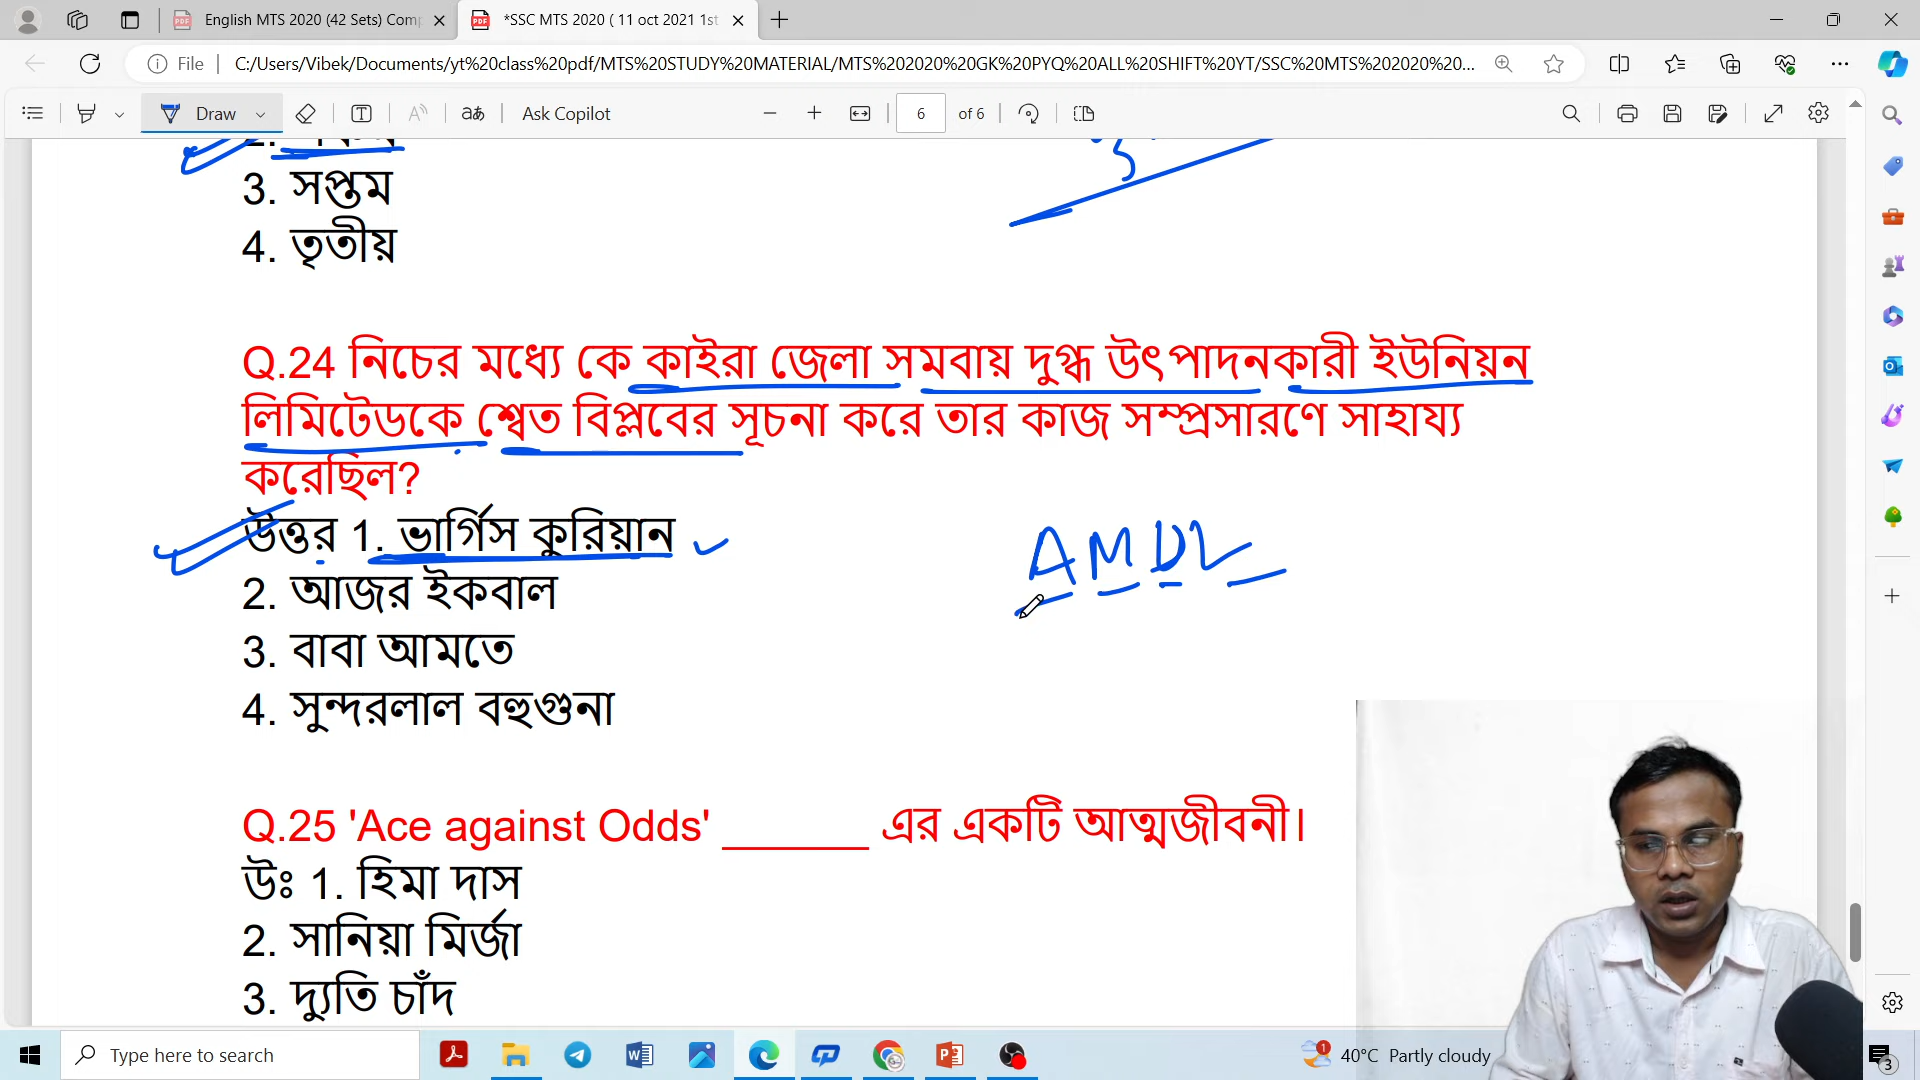 English MTS 2020 (42 Sets) Comp
*SSC MTS 2020 ( 11 oct 2021 1st
File
C:/Users/Vibek/Documents/yt%20class%20pdf/MTS%20STUDY%20MATERIAL/MTS%202020%20GK%20PYQ%20ALL%20SHIFT%20YT/SSC%20MTS%202020%20...
Draw
Ask Copilot
6 of 6
3. সপ্তম
4. তৃতীয়
Q.24 নিচের মধ্যে কে কাইরা জেলা সমবায় দুগ্ধ উৎপাদনকারী ইউনিয়ন
লিমিটেডকে শ্বেত বিপ্লবের সূচনা করে তার কাজ সম্প্রসারণে সাহায্য
করেছিল?
উত্তর 1. ভার্গিস কুরিয়ান
2. আজর ইকবাল
3. বাবা আমতে
4. সুন্দরলাল বহুগুনা
Q.25 'Ace against Odds' ______ এর একটি আত্মজীবনী।
উঃ 1. হিমা দাস
2. সানিয়া মির্জা
3. দ্যুতি চাঁদ
Type here to search
40°C Partly cloudy
3